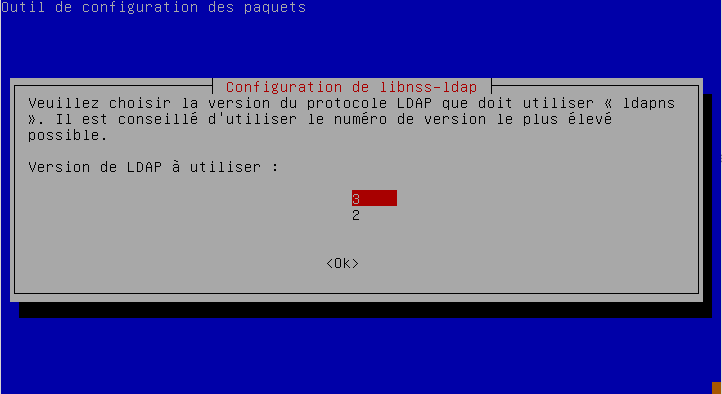 Outil de configuration des paquets
Configuration de libnss-ldap
Veuillez choisir la version du protocole LDAP que doit utiliser « ldapns
». Il est conseillé d'utiliser le numéro de version le plus élevé
possible.
Version de LDAP à utiliser :
3
2
<Ok>